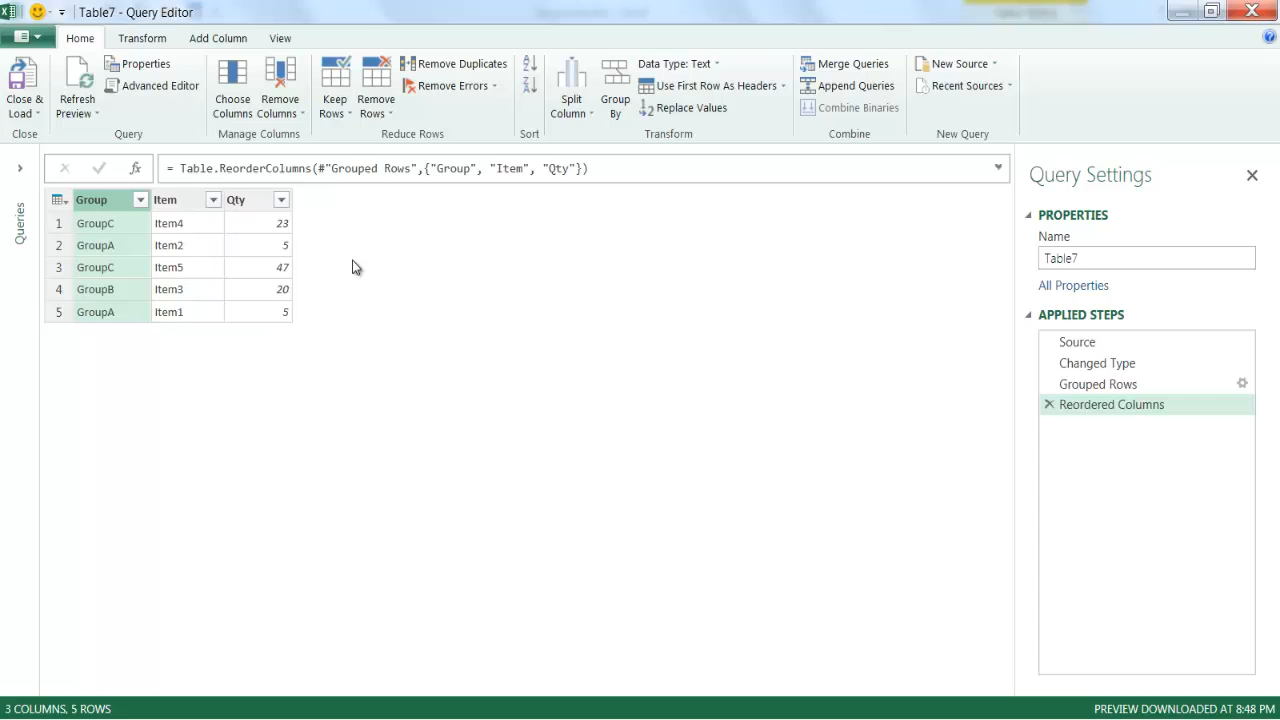 Table7 - Query Editor
Home Transform Add Column View
Close & Load
Close
Refresh Preview
Properties
Advanced Editor
Query
Choose Columns
Remove Columns
Manage Columns
Keep Rows
Remove Rows
Remove Duplicates
Remove Errors
Reduce Rows
Sort
Split Column
Group By
Data Type: Text
Use First Row As Headers
Replace Values
Transform
Merge Queries
Append Queries
Combine Binaries
Combine
New Source
Recent Sources
New Query
fx = Table.ReorderColumns(#"Grouped Rows",{"Group", "Item", "Qty"})
Queries
Group Item Qty
1 GroupC Item4 23
2 GroupA Item2 5
3 GroupC Item5 47
4 GroupB Item3 20
5 GroupA Item1 5
Query Settings
PROPERTIES
Name
Table7
All Properties
APPLIED STEPS
Source
Changed Type
Grouped Rows
Reordered Columns
3 COLUMNS, 5 ROWS
PREVIEW DOWNLOADED AT 8:48 PM